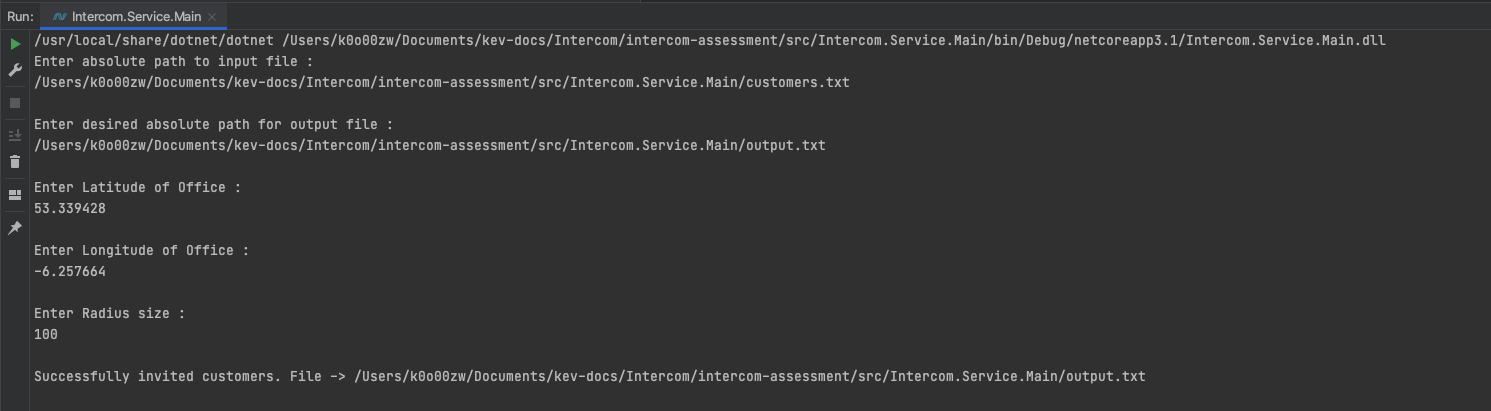 Run: Intercom.Service.Main
/usr/local/share/dotnet/dotnet /Users/k0o00zw/Documents/kev-docs/Intercom/intercom-assessment/src/Intercom.Service.Main/bin/Debug/netcoreapp3.1/Intercom.Service.Main.dll
Enter absolute path to input file :
/Users/k0o00zw/Documents/kev-docs/Intercom/intercom-assessment/src/Intercom.Service.Main/customers.txt
Enter desired absolute path for output file :
/Users/k0o00zw/Documents/kev-docs/Intercom/intercom-assessment/src/Intercom.Service.Main/output.txt
Enter Latitude of Office :
53.339428
Enter Longitude of Office :
-6.257664
Enter Radius size :
100
Successfully invited customers. File -> /Users/k0o00zw/Documents/kev-docs/Intercom/intercom-assessment/src/Intercom.Service.Main/output.txt